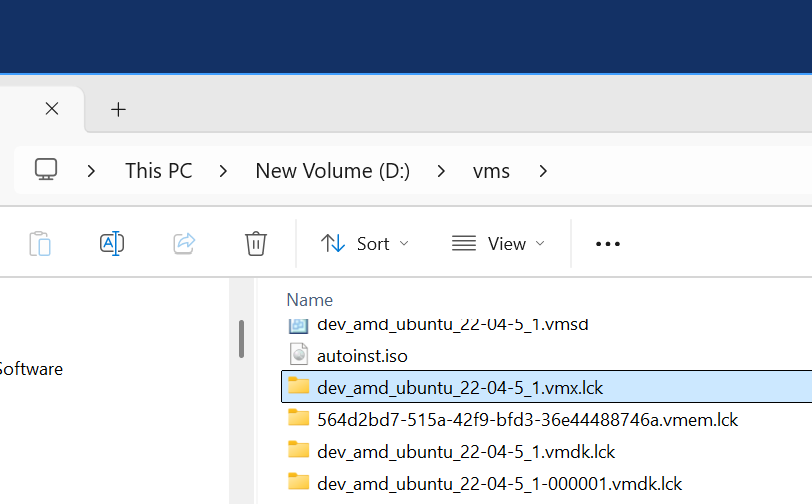 This PC
New Volume (D:)
vms
Sort
View
Name
dev_amd_ubuntu_22-04-5_1.vmsd
Software
autoinst.iso
dev_amd_ubuntu_22-04-5_1.vmx.lck
564d2bd7-515a-42f9-bfd3-36e44488746a.vmem.lck
dev_amd_ubuntu_22-04-5_1.vmdk.lck
dev_amd_ubuntu_22-04-5_1-000001.vmdk.lck